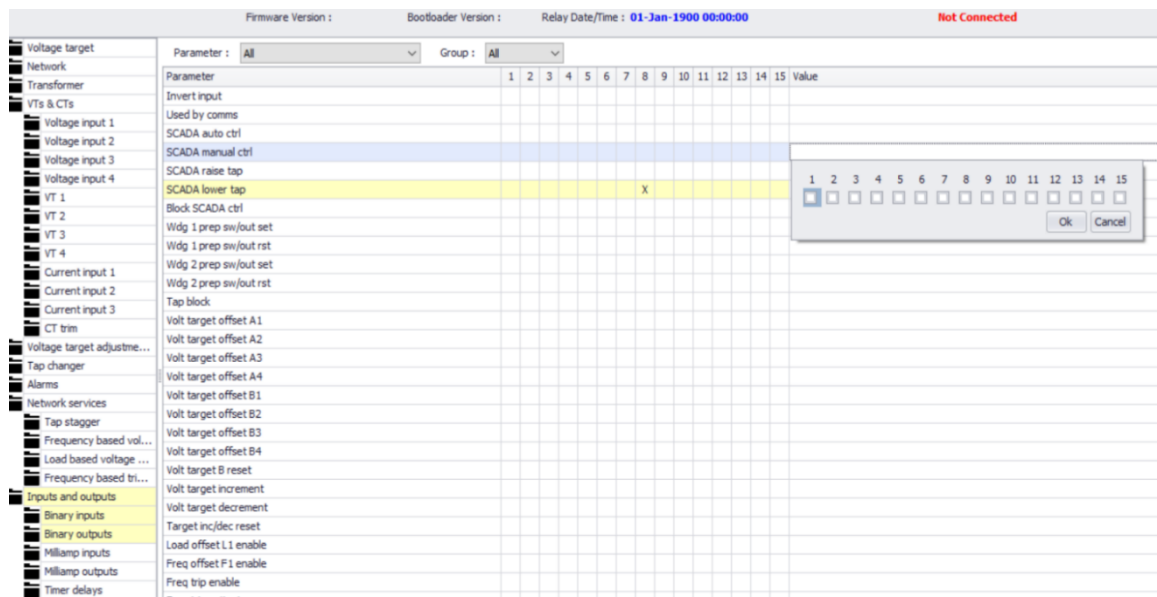 Firmware Version : Bootloader Version : Relay Date/Time : 01-Jan-1900 00:00:00 Not Connected
Voltage target
Network
Transformer
VTs & CTs
Voltage input 1
Voltage input 2
Voltage input 3
Voltage input 4
VT 1
VT 2
VT 3
VT 4
Current input 1
Current input 2
Current input 3
CT trim
Voltage target adjustme...
Tap changer
Alarms
Network services
Tap stagger
Frequency based vol...
Load based voltage ...
Frequency based tri...
Inputs and outputs
Binary inputs
Binary outputs
Milliamp inputs
Milliamp outputs
Timer delays
Parameter : All Group : All
Parameter 1 2 3 4 5 6 7 8 9 10 11 12 13 14 15 Value
Invert input
Used by comms
SCADA auto ctrl
SCADA manual ctrl
SCADA raise tap
SCADA lower tap X
Block SCADA ctrl
Wdg 1 prep sw/out set
Wdg 1 prep sw/out rst
Wdg 2 prep sw/out set
Wdg 2 prep sw/out rst
Tap block
Volt target offset A1
Volt target offset A2
Volt target offset A3
Volt target offset A4
Volt target offset B1
Volt target offset B2
Volt target offset B3
Volt target offset B4
Volt target B reset
Volt target increment
Volt target decrement
Target inc/dec reset
Load offset L1 enable
Freq offset F1 enable
Freq trip enable
1 2 3 4 5 6 7 8 9 10 11 12 13 14 15
Ok Cancel